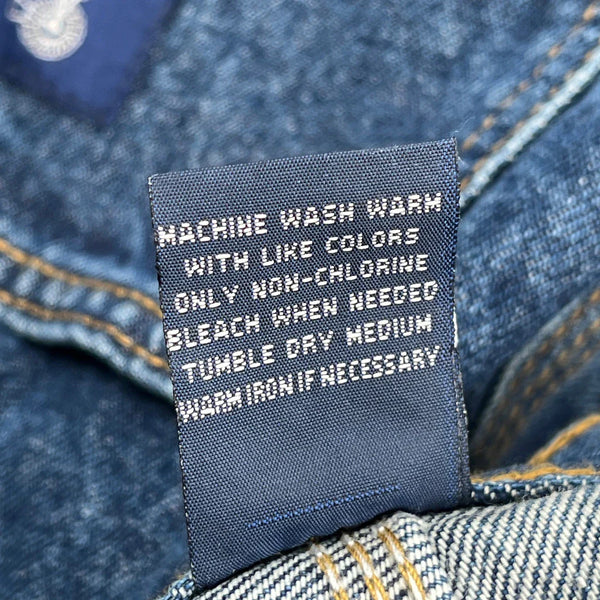 MACHINE WASH WARM
WITH LIKE COLORS
ONLY NON-CHLORINE
BLEACH WHEN NEEDED
TUMBLE DRY MEDIUM
WARM IRON IF NECESSARY